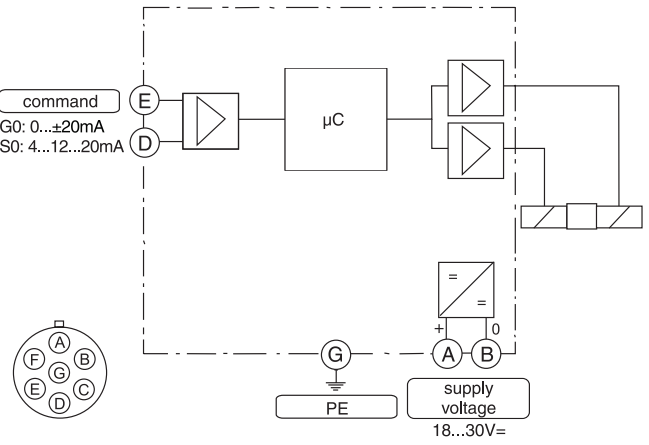 command
G0: 0...±20mA
S0: 4...12...20mA
E
D
µC
=
=
+
0
A
B
G
PE
supply
voltage
18...30V=
A
F
B
G
E
C
D